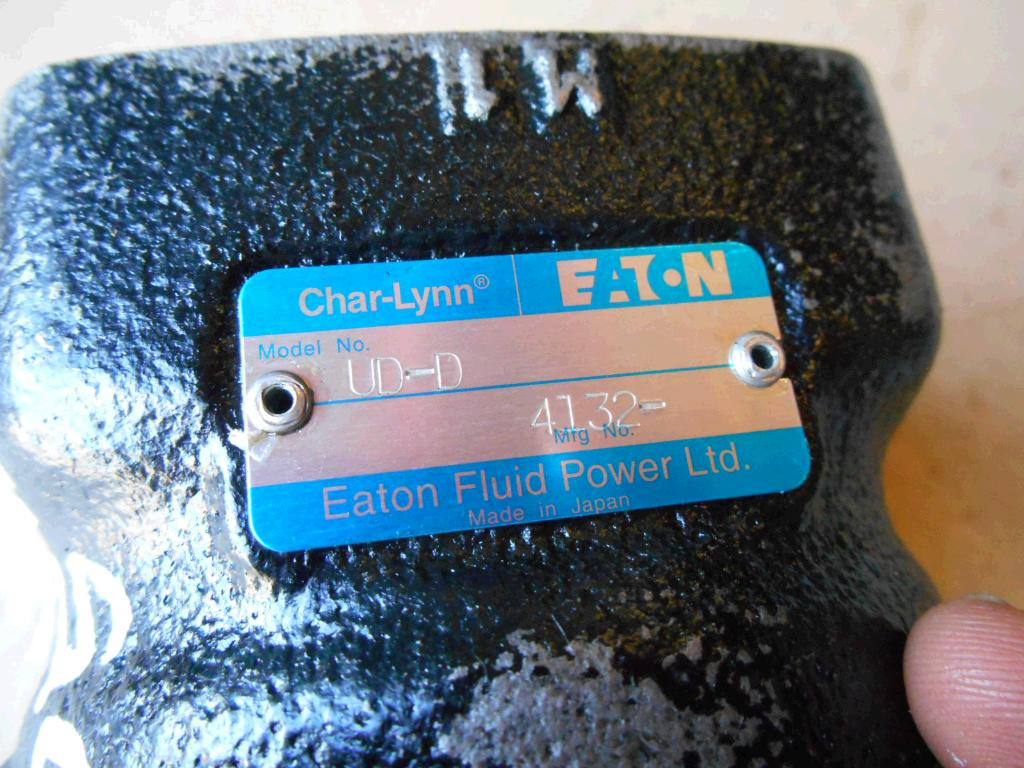 Char-Lynn® EATON
Model No.
UD-D
4132-
Mfg No.
Eaton Fluid Power Ltd.
Made in Japan